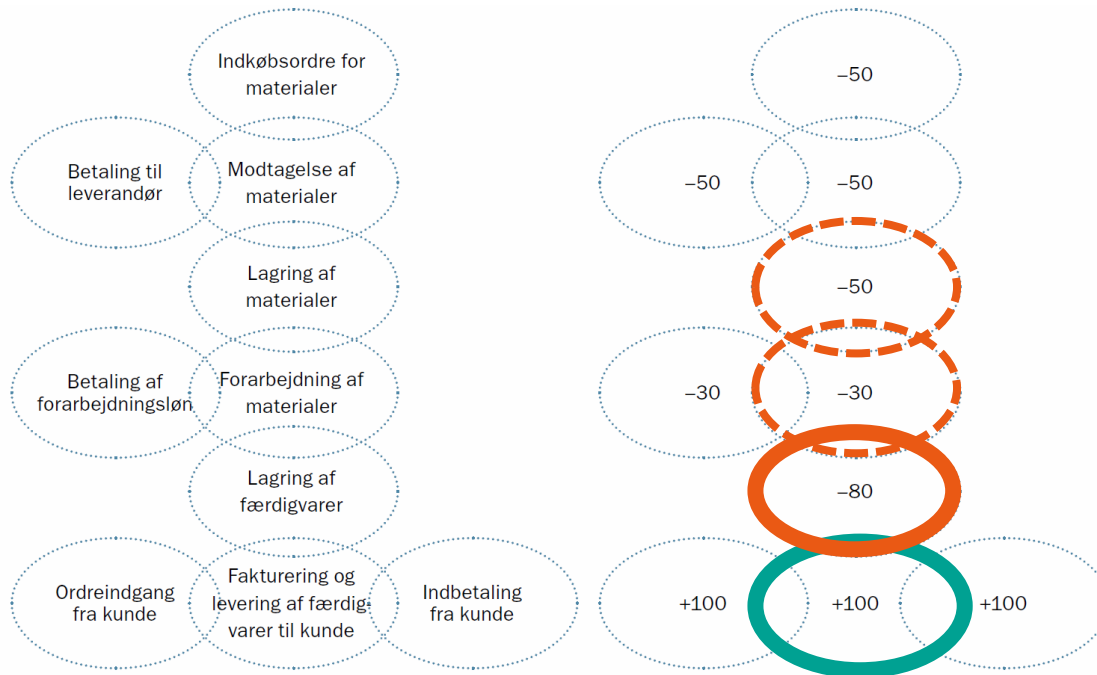 Indkøbsordre for
materialer
Betaling til
leverandør
Modtagelse af
materialer
Lagring af
materialer
Betaling af
forarbejdningsløn
Forarbejdning af
materialer
Lagring af
færdigvarer
Ordreindgang
fra kunde
Fakturering og
levering af færdig-
varer til kunde
Indbetaling
fra kunde
–50
–50
–50
–50
–30
–30
–80
+100
+100
+100